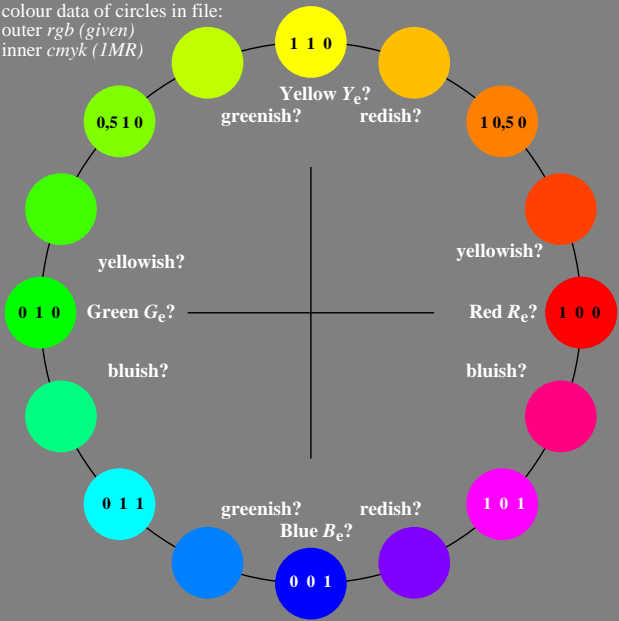 colour data of circles in file:
outer rgb (given)
inner cmyk (1MR)
1 1 0
Yellow Ye?
greenish? redish?
0,5 1 0
1 0,5 0
yellowish?
yellowish?
0 1 0
Green Ge?
Red Re?
1 0 0
bluish?
bluish?
0 1 1
1 0 1
greenish? redish?
Blue Be?
0 0 1